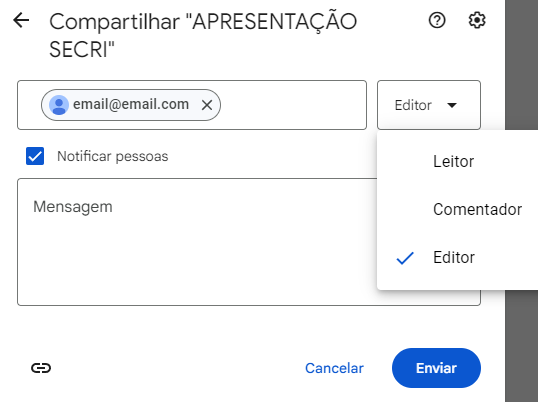 Compartilhar "APRESENTAÇÃO
SECRI"
email@email.com
Editor
Notificar pessoas
Leitor
Mensagem
Comentador
Editor
Cancelar
Enviar